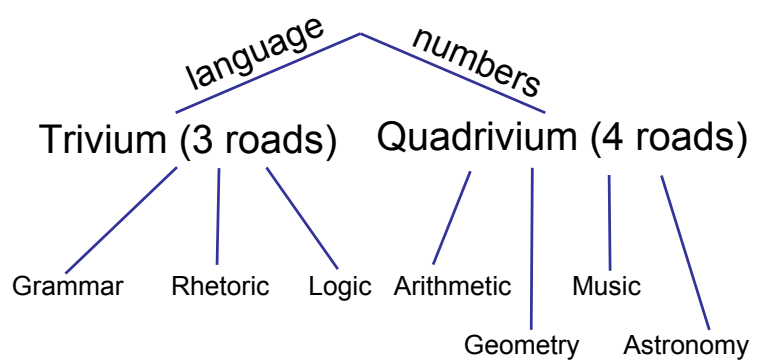 language
numbers
Trivium (3 roads)
Quadrivium (4 roads)
Grammar
Rhetoric
Logic
Arithmetic
Music
Geometry
Astronomy